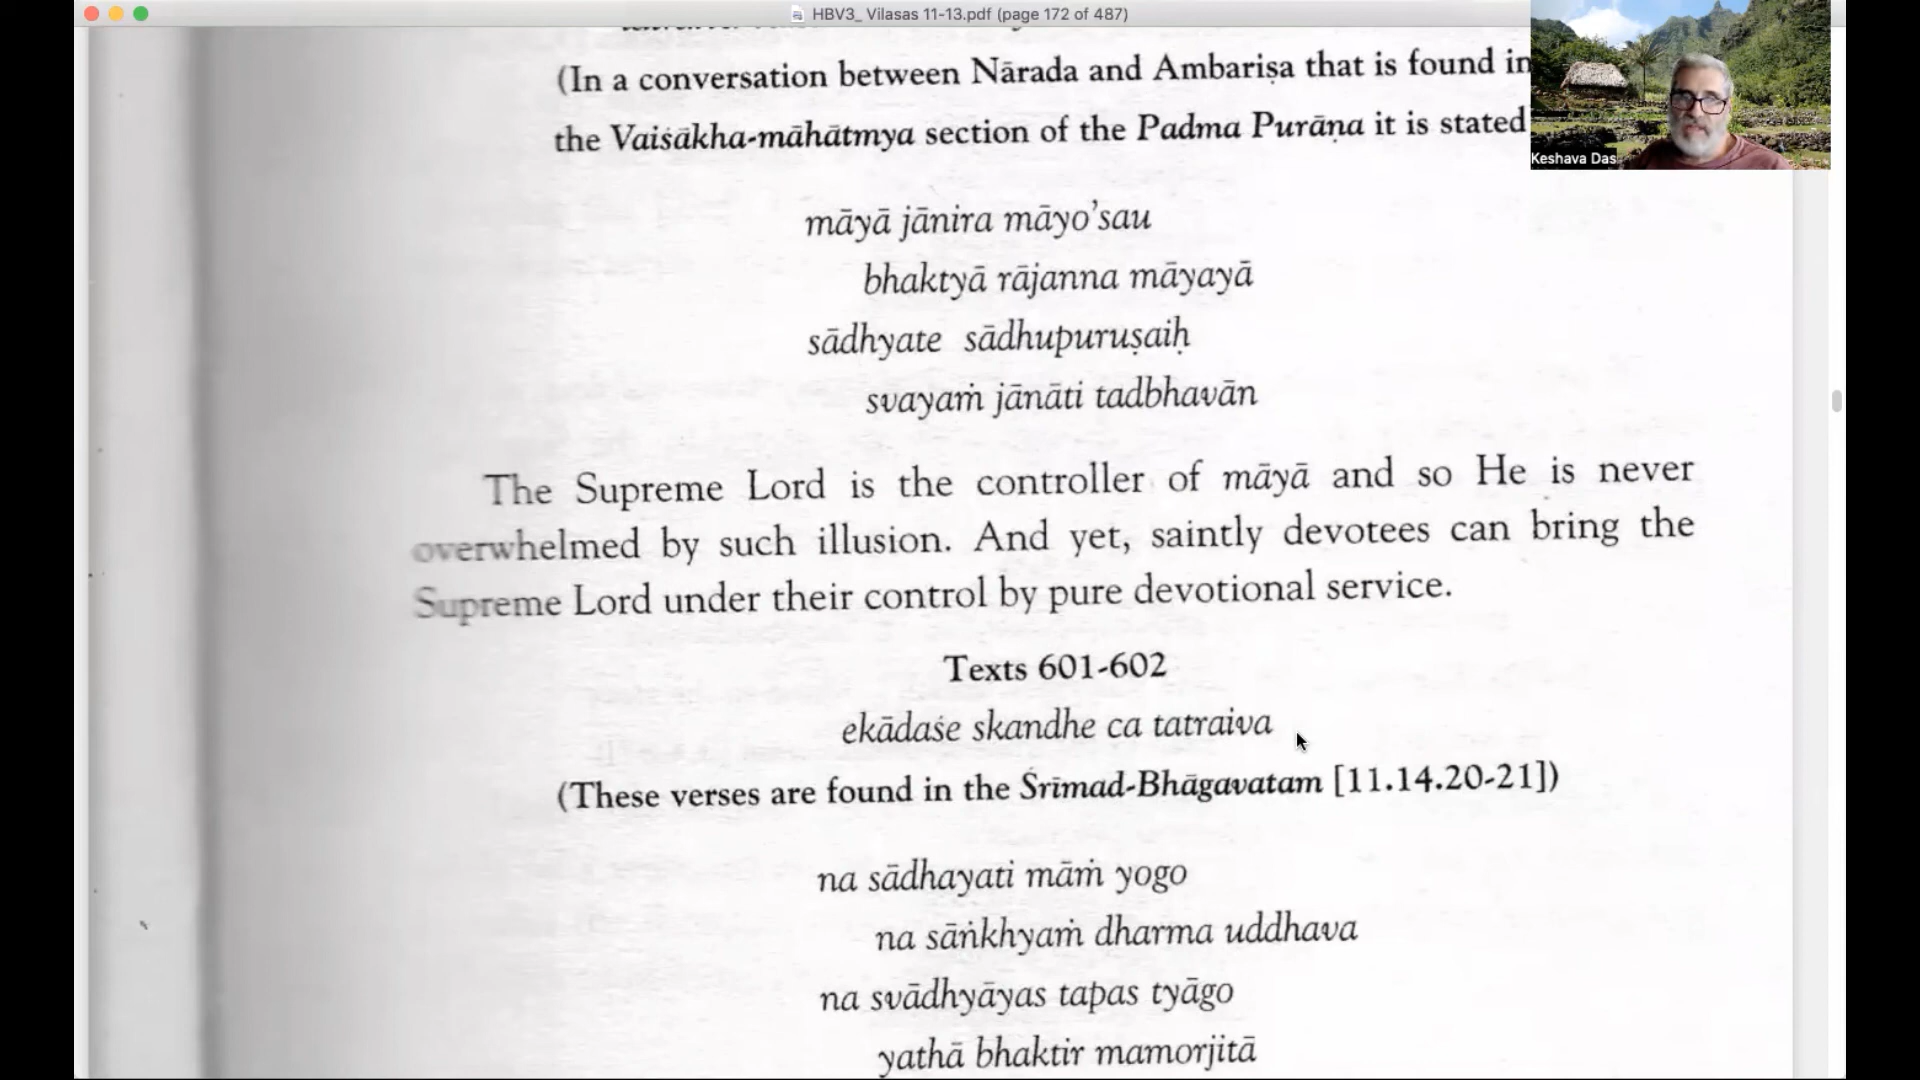 HBV3_ Vilasas 11-13.pdf (page 172 of 487)
(In a conversation between Nārada and Ambariṣa that is found in
the Vaiśākha-māhātmya section of the Padma Purāṇa it is stated
Keshava Das
māyā jānira māyo’sau
bhaktyā rājanna māyayā
sādhyate sādhupuruṣaiḥ
svayaṁ jānāti tadbhavān
The Supreme Lord is the controller of māyā and so He is never
overwhelmed by such illusion. And yet, saintly devotees can bring the
Supreme Lord under their control by pure devotional service.
Texts 601-602
ekādaśe skandhe ca tatraiva
(These verses are found in the Śrīmad-Bhāgavatam [11.14.20-21])
na sādhayati māṁ yogo
na sāṅkhyaṁ dharma uddhava
na svādhyāyas tapas tyāgo
yathā bhaktir mamorjitā